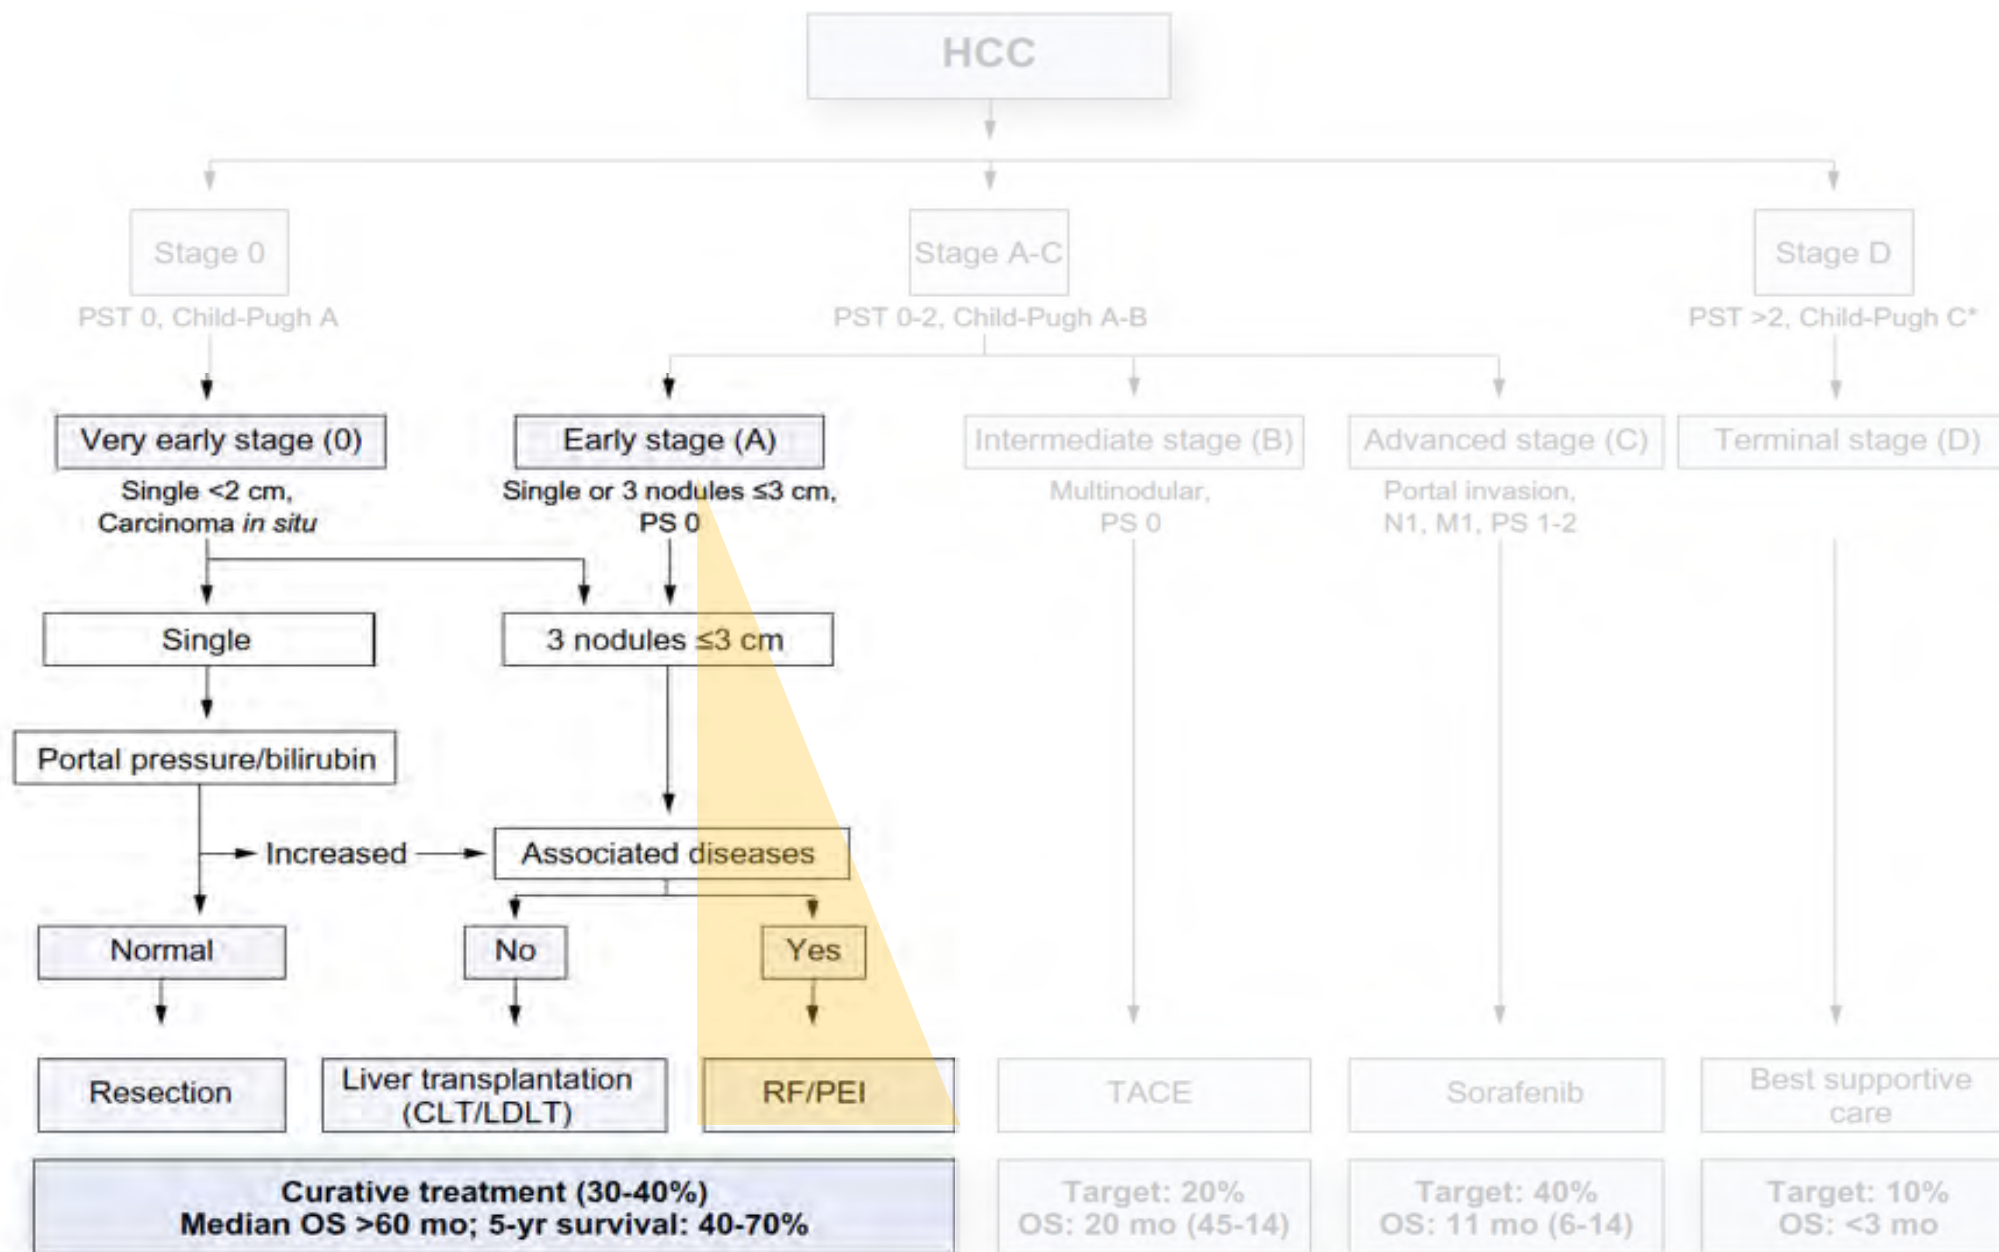 HCC
Stage 0
Stage A-C
Stage D
PST 0, Child-Pugh A
PST 0-2, Child-Pugh A-B
PST >2, Child-Pugh C*
Very early stage (0)
Early stage (A)
Intermediate stage (B)
Advanced stage (C)
Terminal stage (D)
Single <2 cm,
Carcinoma in situ
Single or 3 nodules ≤3 cm,
PS 0
Multinodular,
PS 0
Portal invasion,
N1, M1, PS 1-2
Single
3 nodules ≤3 cm
Portal pressure/bilirubin
Increased
Associated diseases
Normal
No
Yes
Resection
Liver transplantation
(CLT/LDLT)
RF/PEI
TACE
Sorafenib
Best supportive
care
Curative treatment (30-40%)
Median OS >60 mo; 5-yr survival: 40-70%
Target: 20%
OS: 20 mo (45-14)
Target: 40%
OS: 11 mo (6-14)
Target: 10%
OS: <3 mo